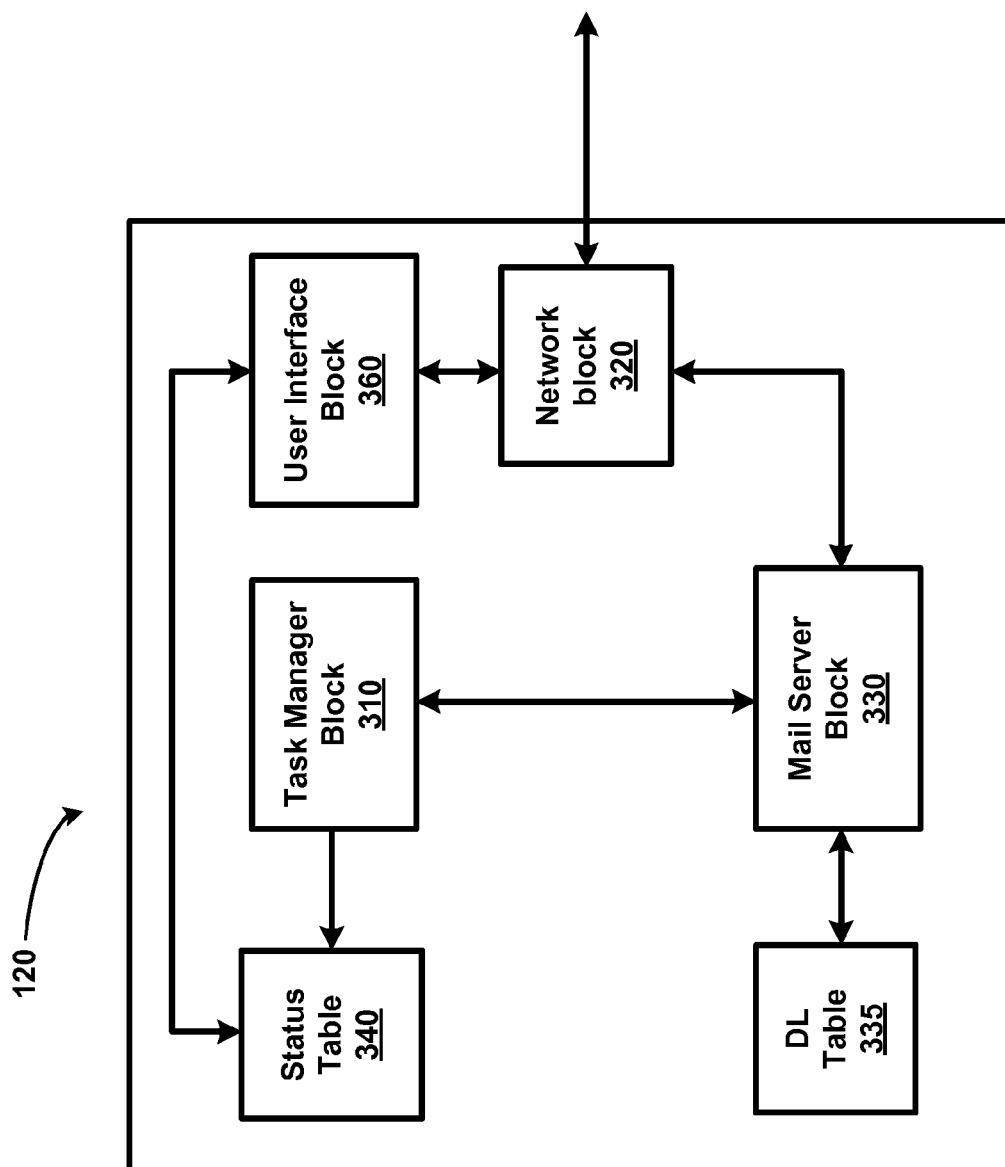 120
Status
Table
340
Task Manager
Block
310
User Interface
Block
360
Network
block
320
DL
Table
335
Mail Server
Block
330